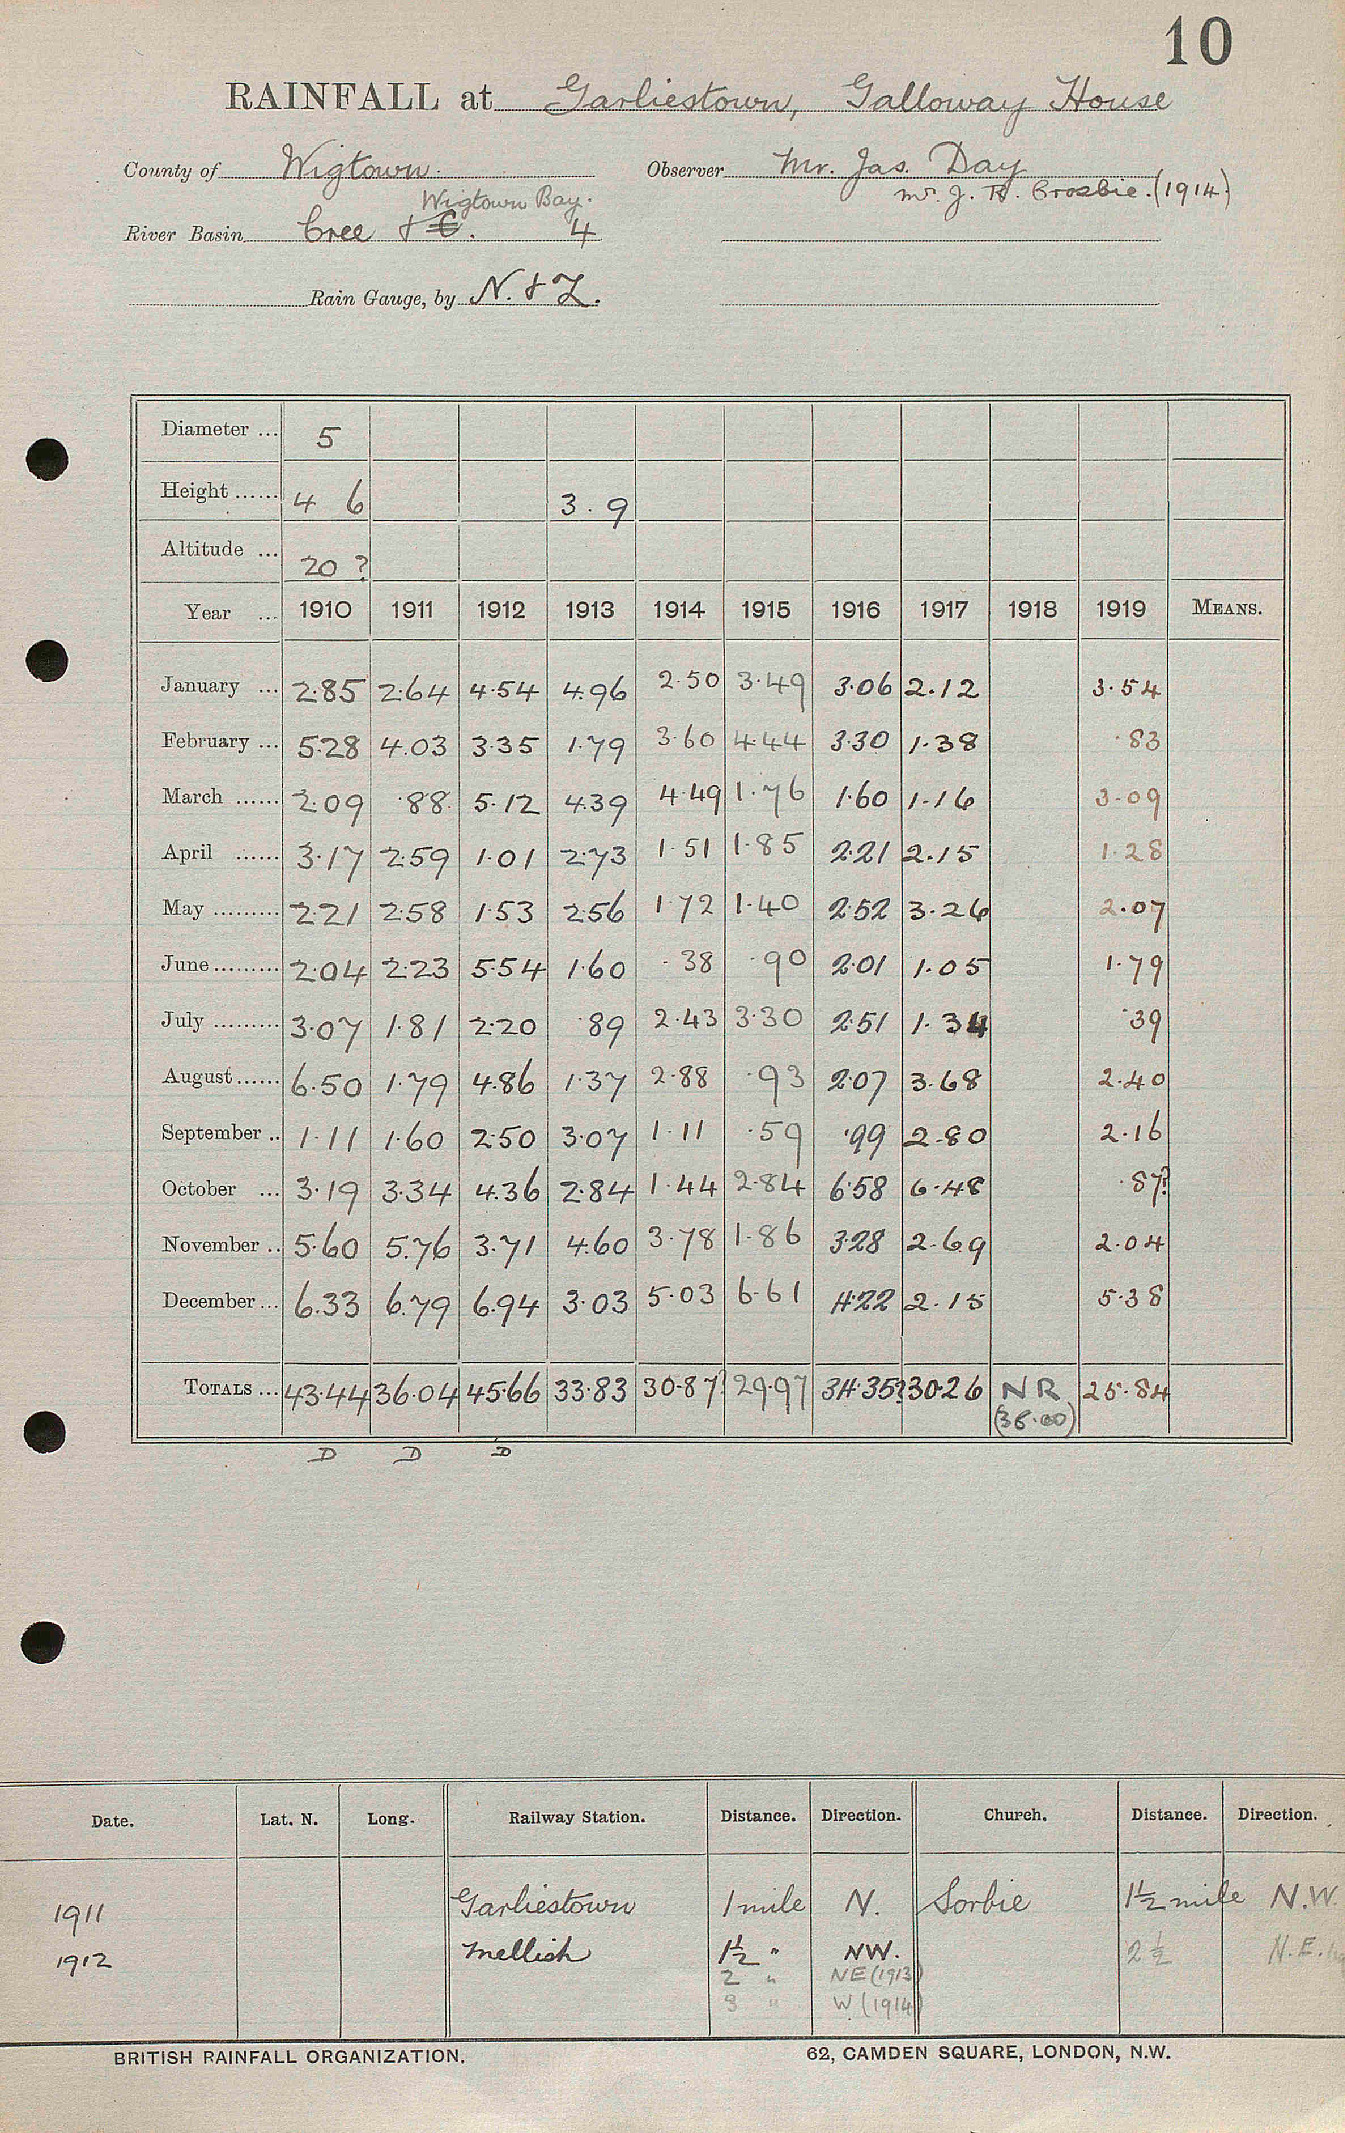 10
RAINFALL at Garliestown, Galloway House
County of Wigtown. Observer Mr. Jas. Day
Wigtown Bay. Mr. J. H. Crosbie. (1914)
River Basin Cree & C. 4
Rain Gauge, by N. & Z.
Diameter ... 5
Height ...... 4 6 3. 9
Altitude ... 20 ?
Year ... 1910 1911 1912 1913 1914 1915 1916 1917 1918 1919 MEANS.
January ... 2.85 2.64 4.54 4.96 2.50 3.49 3.06 2.12 3.54
February ... 5.28 4.03 3.35 1.79 3.60 4.44 3.30 1.38 .83
March ...... 2.09 .88 5.12 4.39 4.49 1.76 1.60 1.16 3.09
April ...... 3.17 2.59 1.01 2.73 1.51 1.85 2.21 2.15 1.28
May ......... 2.21 2.58 1.53 2.56 1.72 1.40 2.52 3.26 2.07
June ......... 2.04 2.23 5.54 1.60 .38 .90 2.01 1.05 1.79
July ......... 3.07 1.81 2.20 .89 2.43 3.30 2.51 1.34 .39
August ...... 6.50 1.79 4.86 1.37 2.88 .93 2.07 3.68 2.40
September .. 1.11 1.60 2.50 3.07 1.11 .59 .99 2.80 2.16
October ... 3.19 3.34 4.36 2.84 1.44 2.84 6.58 6.48 .87?
November .. 5.60 5.76 3.71 4.60 3.78 1.86 3.28 2.69 2.04
December ... 6.33 6.79 6.94 3.03 5.03 6.61 4.22 2.15 5.38
TOTALS ... 43.44 36.04 45.66 33.83 30.87? 29.97 34.35? 30.26 NR 25.84
(36.00)
D D D
Date. Lat. N. Long. Railway Station. Distance. Direction. Church. Distance. Direction.
1911 Garliestown 1 mile N. Sorbie 1½ mile N.W.
1912 Mellish 1½ " NW. 2½ N.E.
2 " NE (1913)
8 " W. (1914)
BRITISH RAINFALL ORGANIZATION. 62, CAMDEN SQUARE, LONDON, N.W.